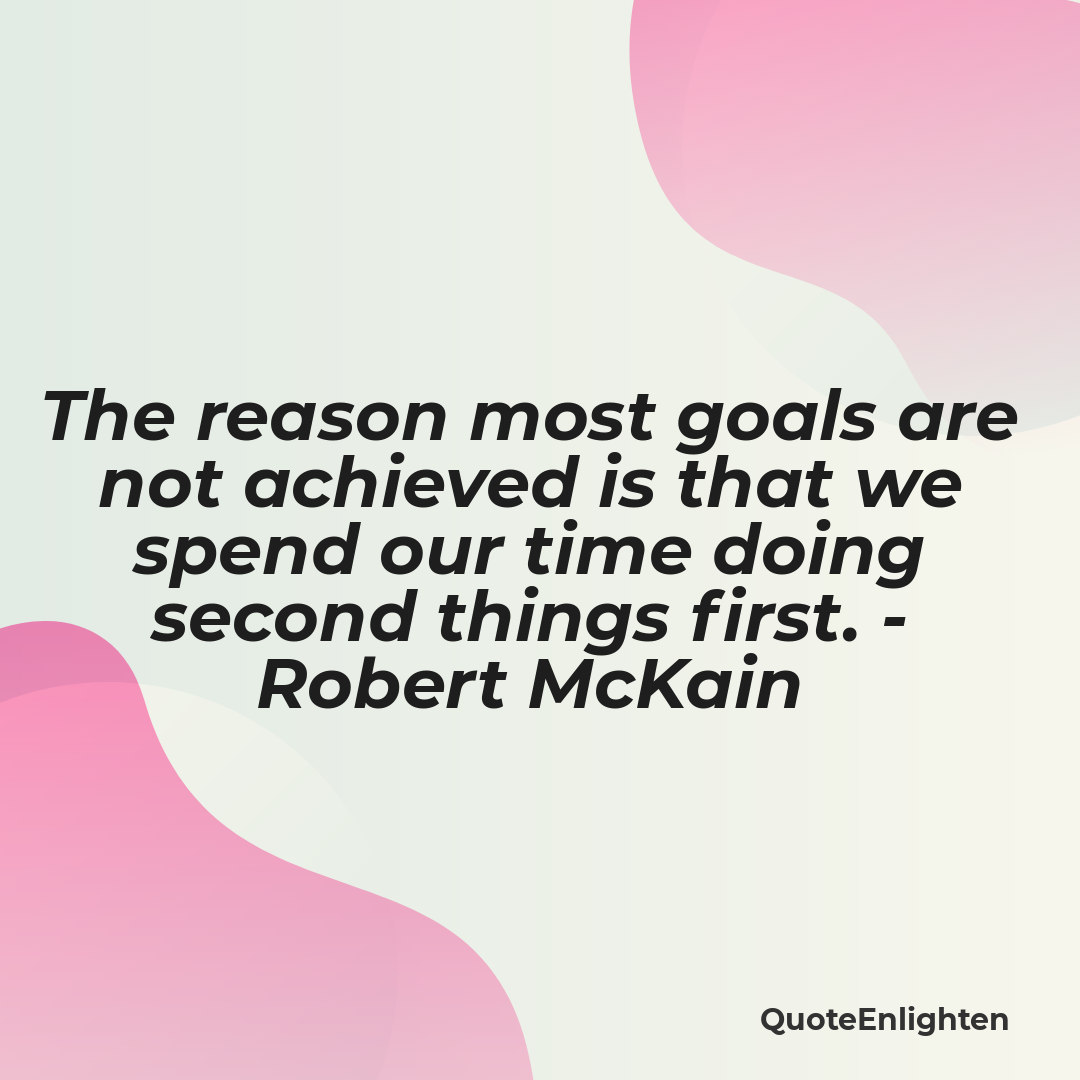 The reason most goals are
not achieved is that we
spend our time doing
second things first. -
Robert McKain
QuoteEnlighten